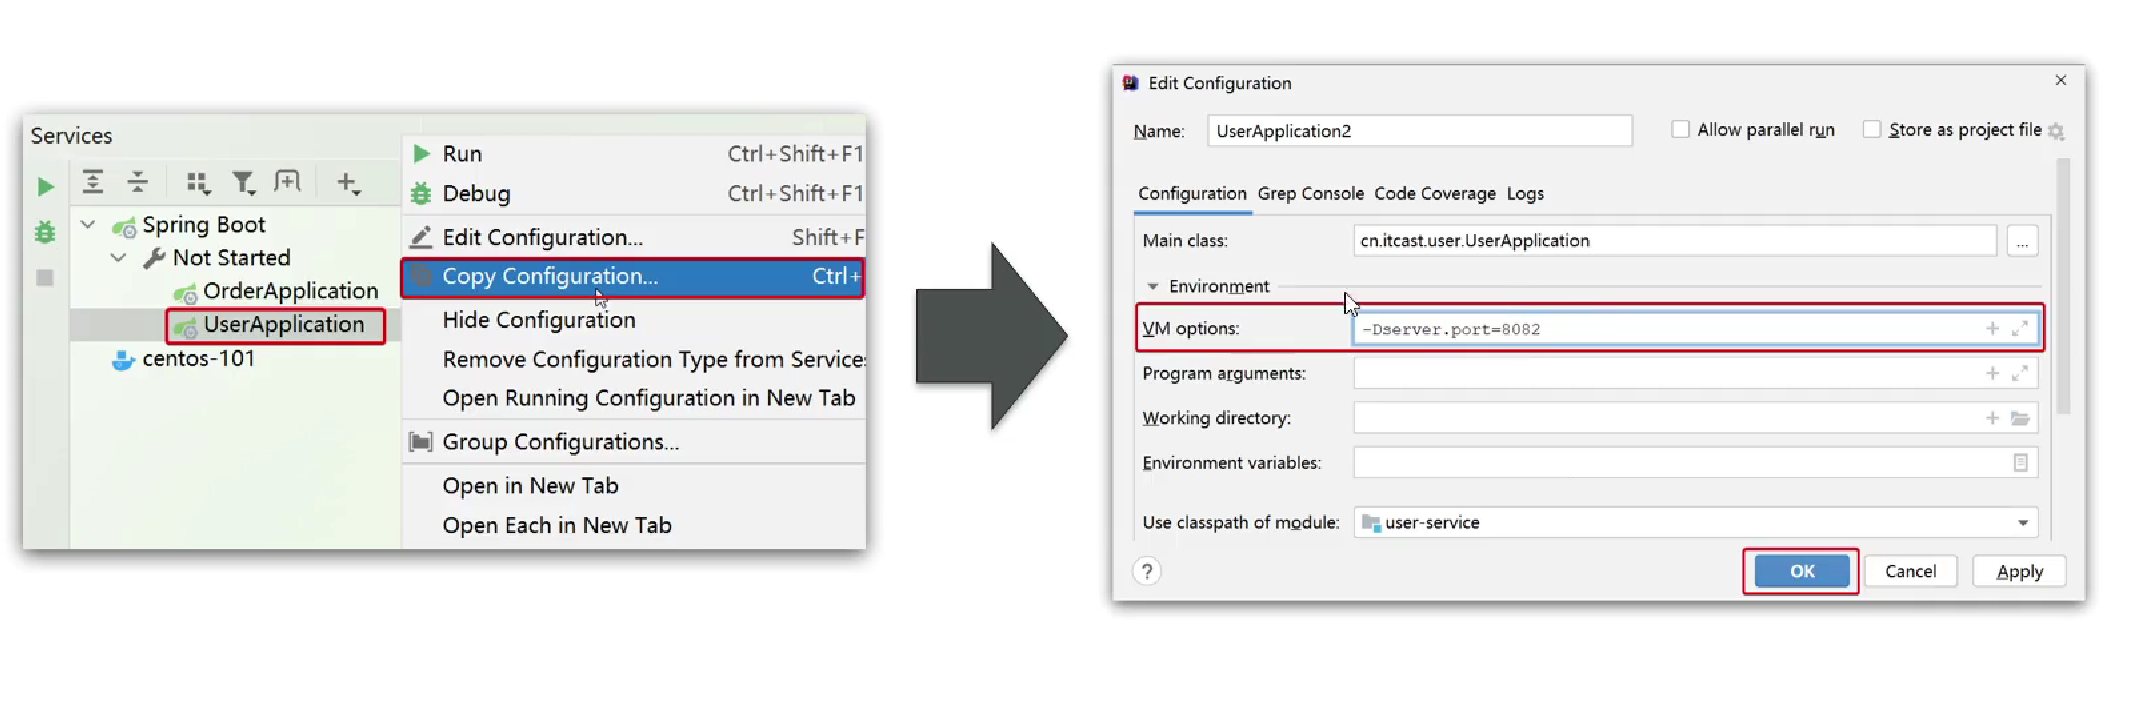 Services
Spring Boot
Not Started
OrderApplication
UserApplication
centos-101
Run Ctrl+Shift+F1
Debug Ctrl+Shift+F1
Edit Configuration... Shift+F
Copy Configuration... Ctrl+
Hide Configuration
Remove Configuration Type from Services
Open Running Configuration in New Tab
Group Configurations...
Open in New Tab
Open Each in New Tab
Edit Configuration
Name: UserApplication2 Allow parallel run Store as project file
Configuration Grep Console Code Coverage Logs
Main class: cn.itcast.user.UserApplication ...
Environment
VM options: -Dserver.port=8082
Program arguments:
Working directory:
Environment variables:
Use classpath of module: user-service
? OK Cancel Apply